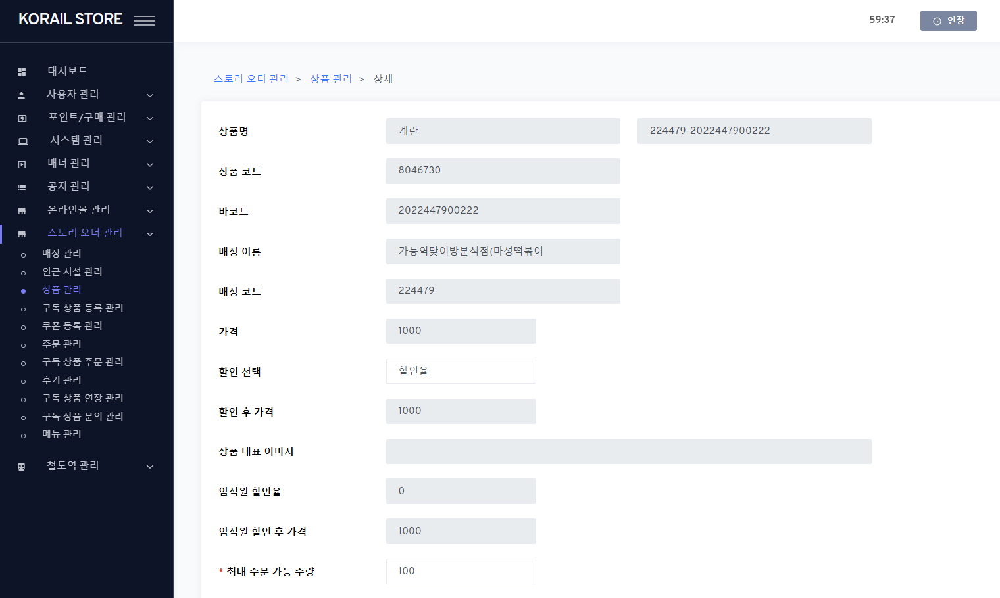 KORAIL STORE
59:37
연장
대시보드
사용자 관리
포인트/구매 관리
시스템 관리
배너 관리
공지 관리
온라인몰 관리
스토리 오더 관리
매장 관리
인근 시설 관리
상품 관리
구독 상품 등록 관리
쿠폰 등록 관리
주문 관리
구독 상품 주문 관리
후기 관리
구독 상품 연장 관리
구독 상품 문의 관리
메뉴 관리
철도역 관리
스토리 오더 관리 > 상품 관리 > 상세
상품명 계란 224479-2022447900222
상품 코드 8046730
바코드 2022447900222
매장 이름 가능역맞이방분식점(마성떡볶이
매장 코드 224479
가격 1000
할인 선택 할인율
할인 후 가격 1000
상품 대표 이미지
임직원 할인율 0
임직원 할인 후 가격 1000
* 최대 주문 가능 수량 100